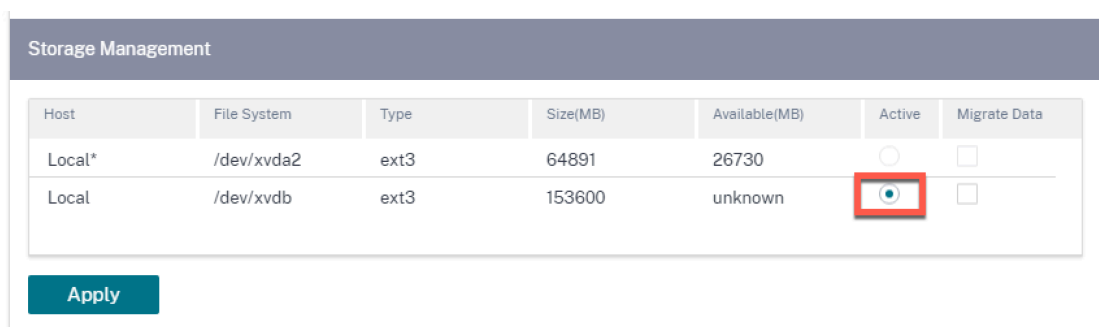 Storage Management
Host File System Type Size(MB) Available(MB) Active Migrate Data
Local* /dev/xvda2 ext3 64891 26730
Local /dev/xvdb ext3 153600 unknown
Apply